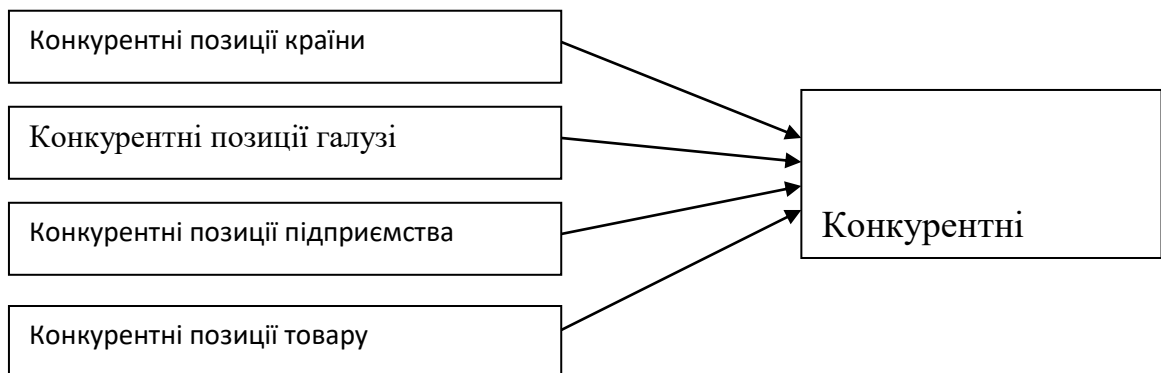 Конкурентні позиції країни
Конкурентні позиції галузі
Конкурентні позиції підприємства
Конкурентні позиції товару
Конкурентні